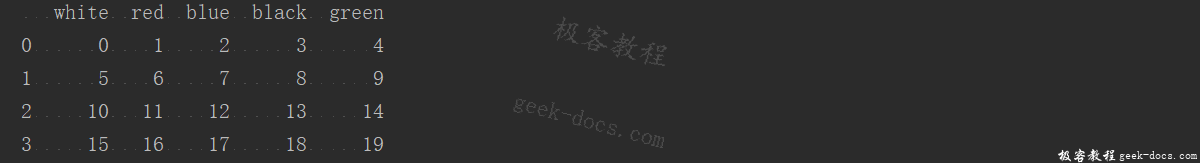 white red blue black green
0 0 1 2 3 4
1 5 6 7 8 9
2 10 11 12 13 14
3 15 16 17 18 19
极客教程
geek-docs.com
极客教程 geek-docs.com